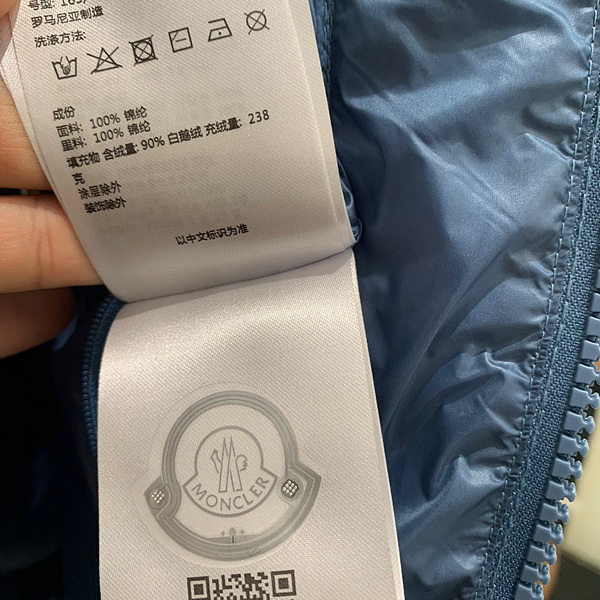 号型: 165/
罗马尼亚制造
洗涤方法:
成份
面料: 100% 锦纶
里料: 100% 锦纶
填充物 含绒量: 90% 白鹅绒 充绒量: 238
克
涂层除外
装饰除外
以中文标识为准
MONCLER